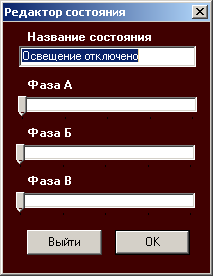 Редактор состояния
Название состояния
Освещение отключено
Фаза А
Фаза Б
Фаза В
Выйти
OK